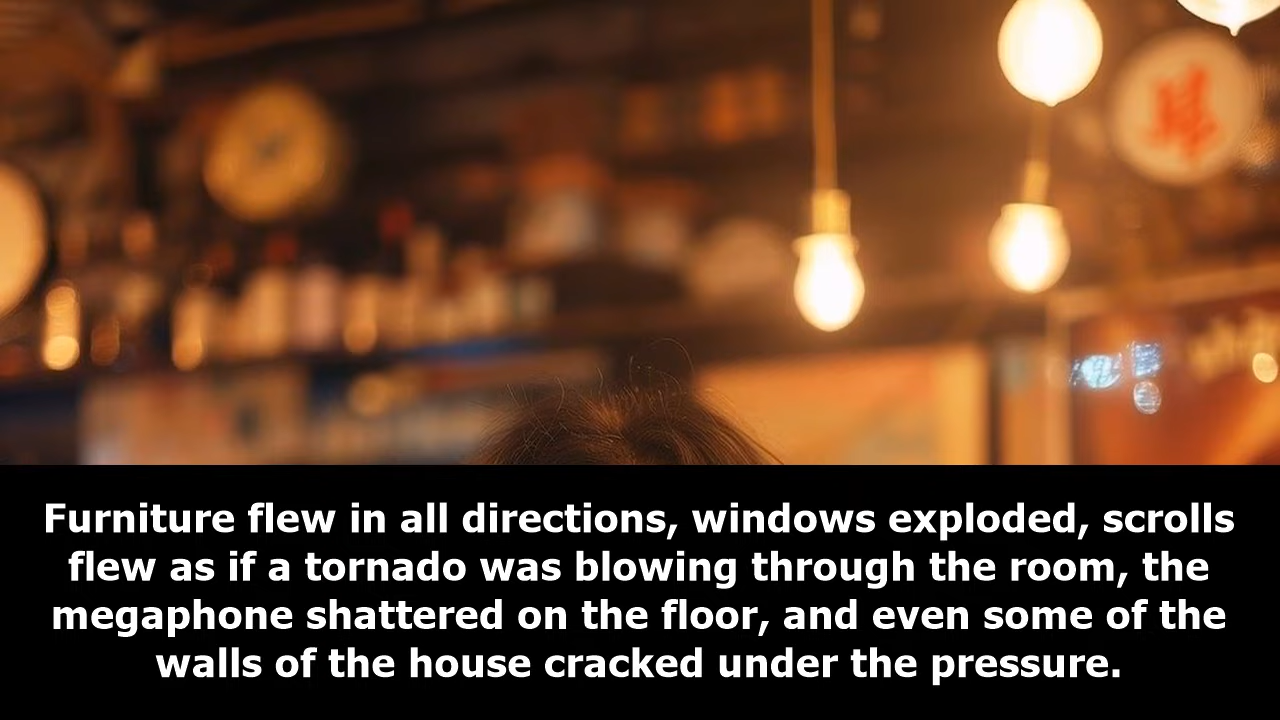 Furniture flew in all directions, windows exploded, scrolls
flew as if a tornado was blowing through the room, the
megaphone shattered on the floor, and even some of the
walls of the house cracked under the pressure.